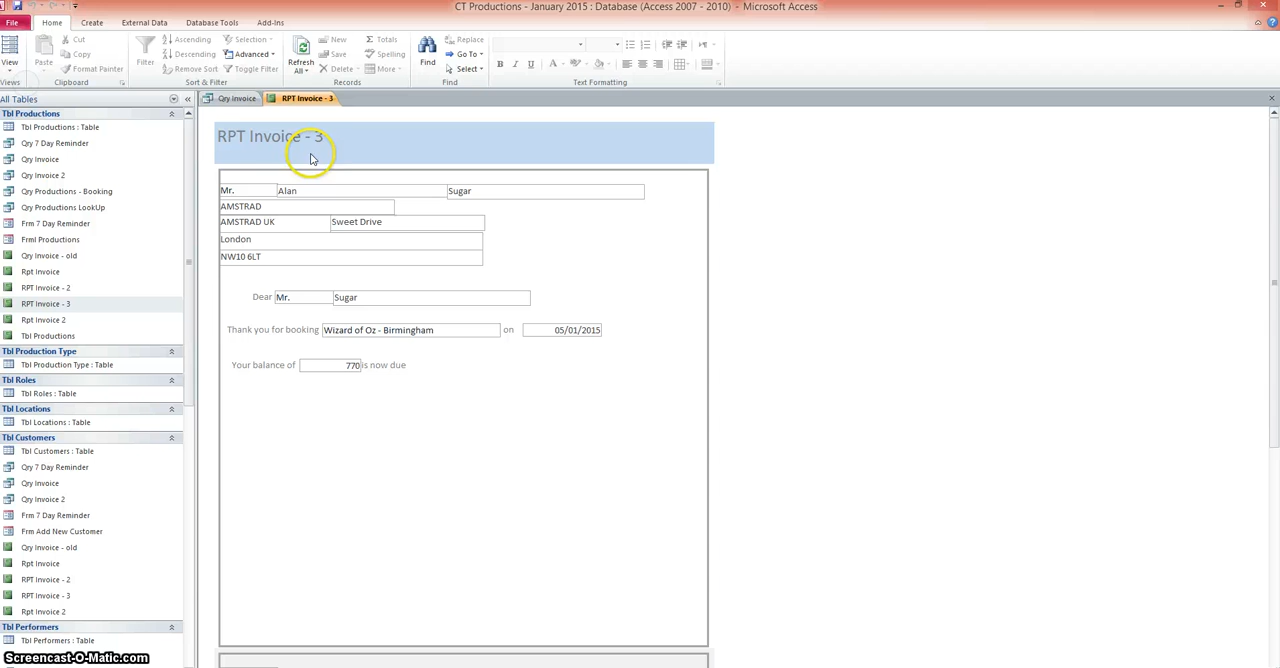 CT Productions - January 2015 : Database (Access 2007 - 2010) - Microsoft Access
File Home Create External Data Database Tools Add-Ins
View
Views
Paste
Cut
Copy
Format Painter
Clipboard
Filter
Ascending
Descending
Remove Sort
Selection
Advanced
Toggle Filter
Sort & Filter
Refresh All
New
Save
Delete
Totals
Spelling
More
Records
Find
Replace
Go To
Select
Find
B I U
A
Text Formatting
All Tables
Tbl Productions
Tbl Productions : Table
Qry 7 Day Reminder
Qry Invoice
Qry Invoice 2
Qry Productions - Booking
Qry Productions LookUp
Frm 7 Day Reminder
Frml Productions
Qry Invoice - old
Rpt Invoice
RPT Invoice - 2
RPT Invoice - 3
Rpt Invoice 2
Tbl Productions
Tbl Production Type
Tbl Production Type : Table
Tbl Roles
Tbl Roles : Table
Tbl Locations
Tbl Locations : Table
Tbl Customers
Tbl Customers : Table
Qry 7 Day Reminder
Qry Invoice
Qry Invoice 2
Frm 7 Day Reminder
Frm Add New Customer
Qry Invoice - old
Rpt Invoice
RPT Invoice - 2
RPT Invoice - 3
Rpt Invoice 2
Tbl Performers
Tbl Performers : Table
Qry Invoice RPT Invoice - 3
RPT Invoice - 3
Mr. Alan Sugar
AMSTRAD
AMSTRAD UK Sweet Drive
London
NW10 6LT
Dear Mr. Sugar
Thank you for booking Wizard of Oz - Birmingham on 05/01/2015
Your balance of 770 is now due
Screencast-O-Matic.com